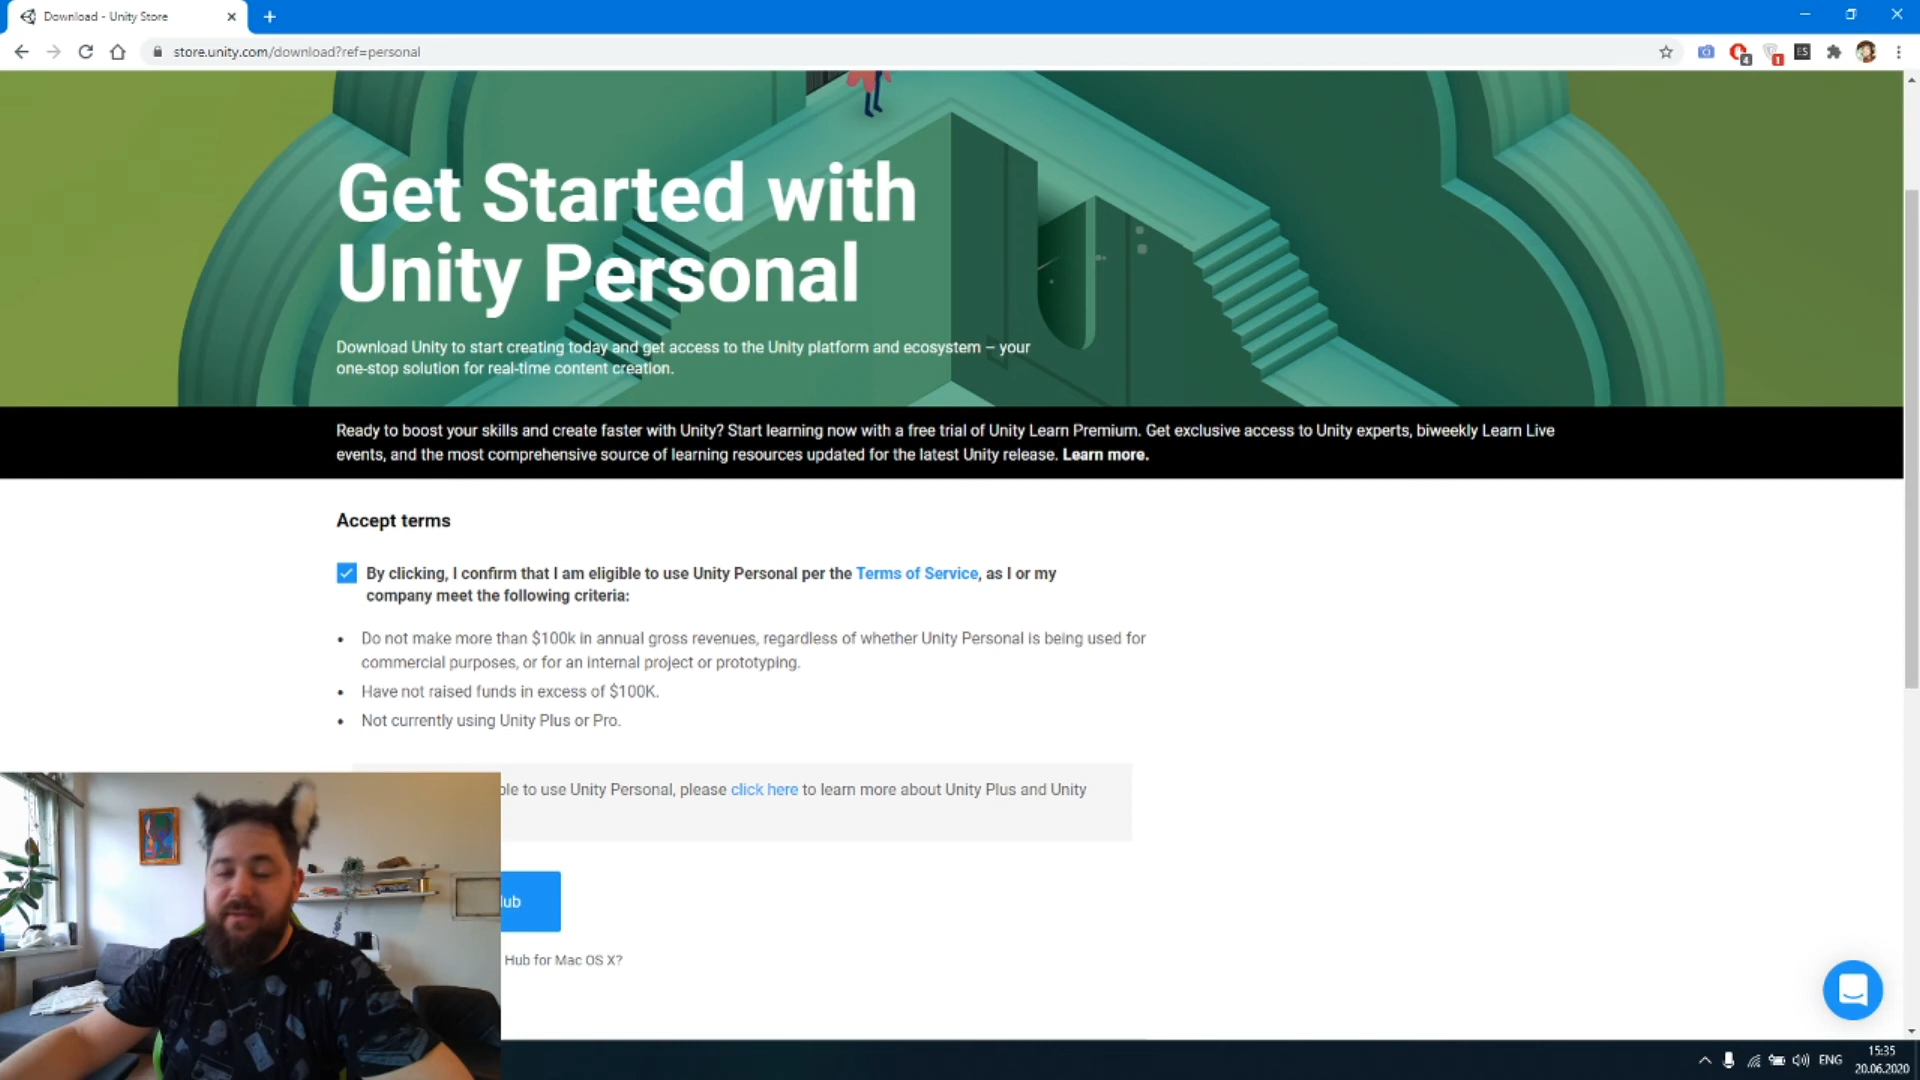 Download - Unity Store
store.unity.com/download?ref=personal
4
1
ES
Get Started with
Unity Personal
Download Unity to start creating today and get access to the Unity platform and ecosystem – your
one-stop solution for real-time content creation.
Ready to boost your skills and create faster with Unity? Start learning now with a free trial of Unity Learn Premium. Get exclusive access to Unity experts, biweekly Learn Live
events, and the most comprehensive source of learning resources updated for the latest Unity release. Learn more.
Accept terms
By clicking, I confirm that I am eligible to use Unity Personal per the Terms of Service, as I or my
company meet the following criteria:
• Do not make more than $100k in annual gross revenues, regardless of whether Unity Personal is being used for
commercial purposes, or for an internal project or prototyping.
• Have not raised funds in excess of $100K.
• Not currently using Unity Plus or Pro.
to use Unity Personal, please click here to learn more about Unity Plus and Unity
Hub for Mac OS X?
ENG
15:35
20.06.2020